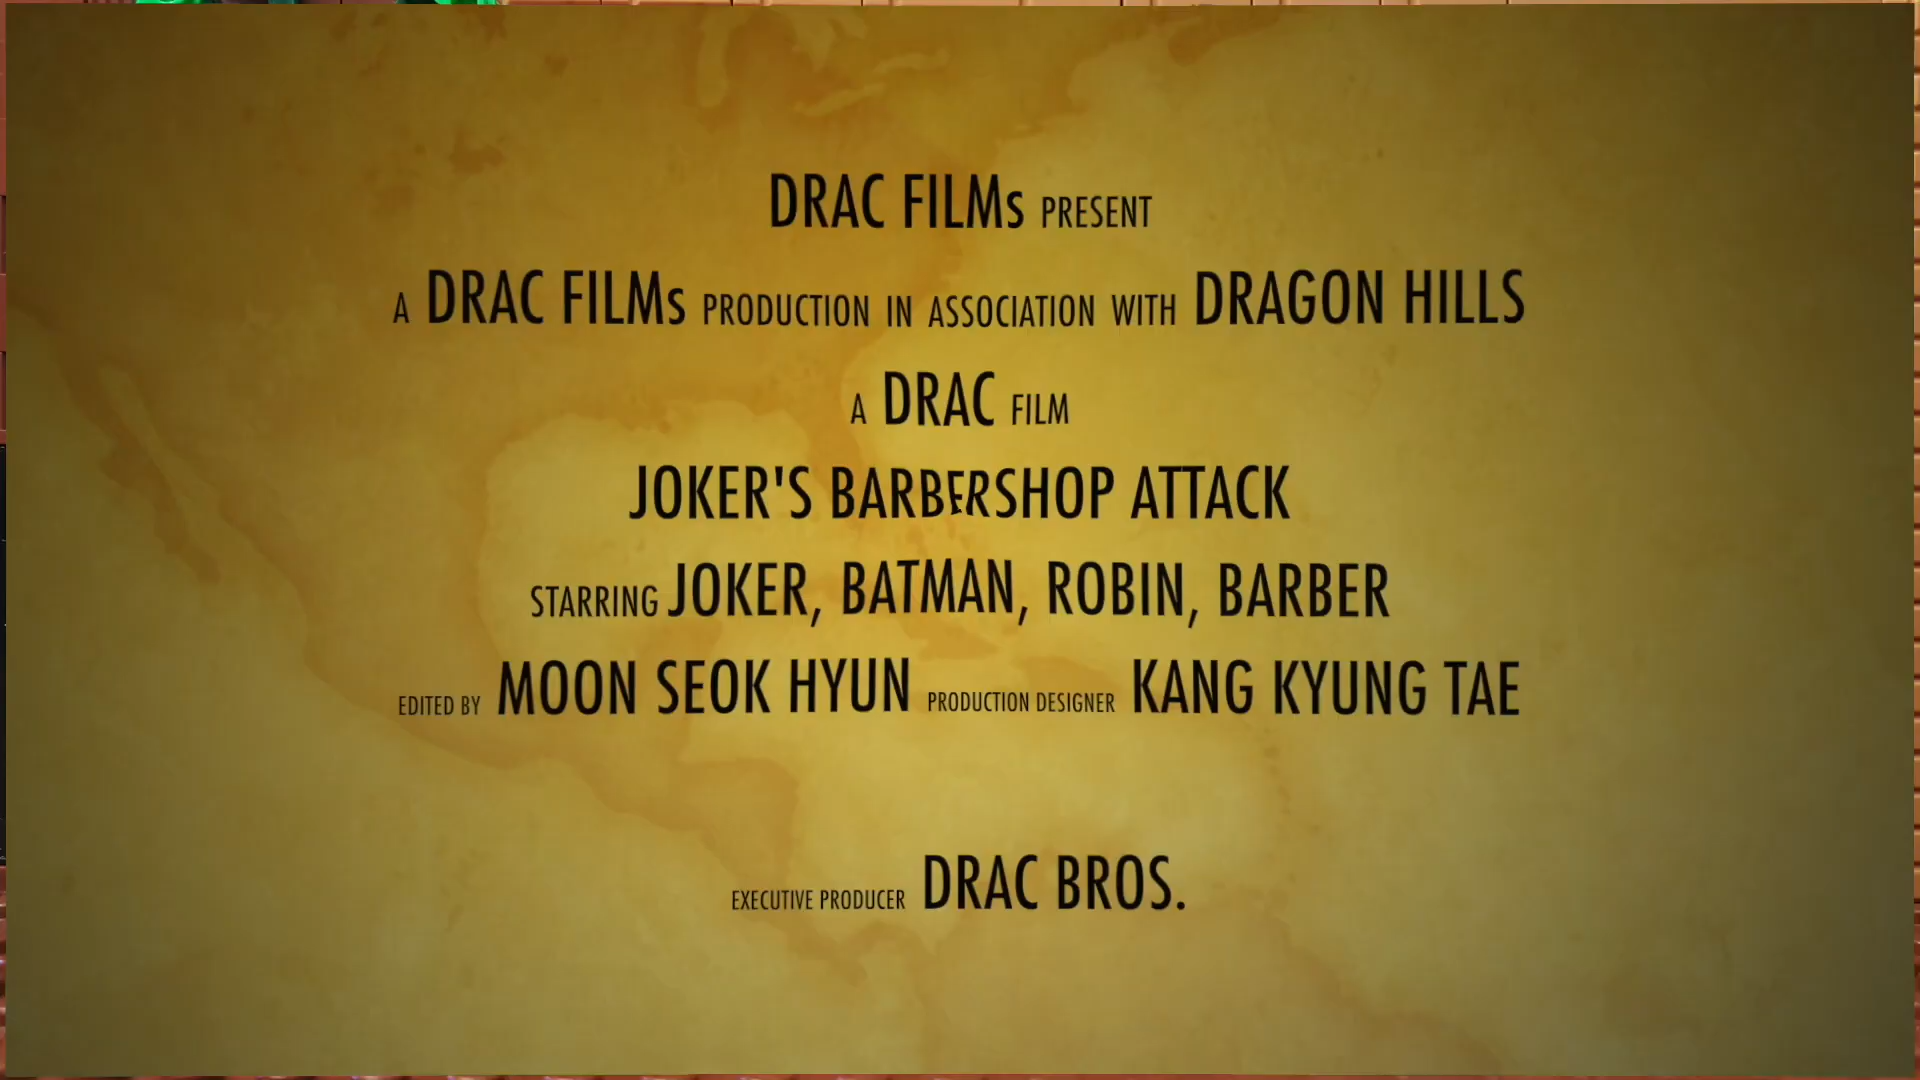 DRAC FILMs PRESENT
A DRAC FILMs PRODUCTION IN ASSOCIATION WITH DRAGON HILLS
A DRAC FILM
JOKER'S BARBERSHOP ATTACK
STARRING JOKER, BATMAN, ROBIN, BARBER
EDITED BY MOON SEOK HYUN PRODUCTION DESIGNER KANG KYUNG TAE
EXECUTIVE PRODUCER DRAC BROS.